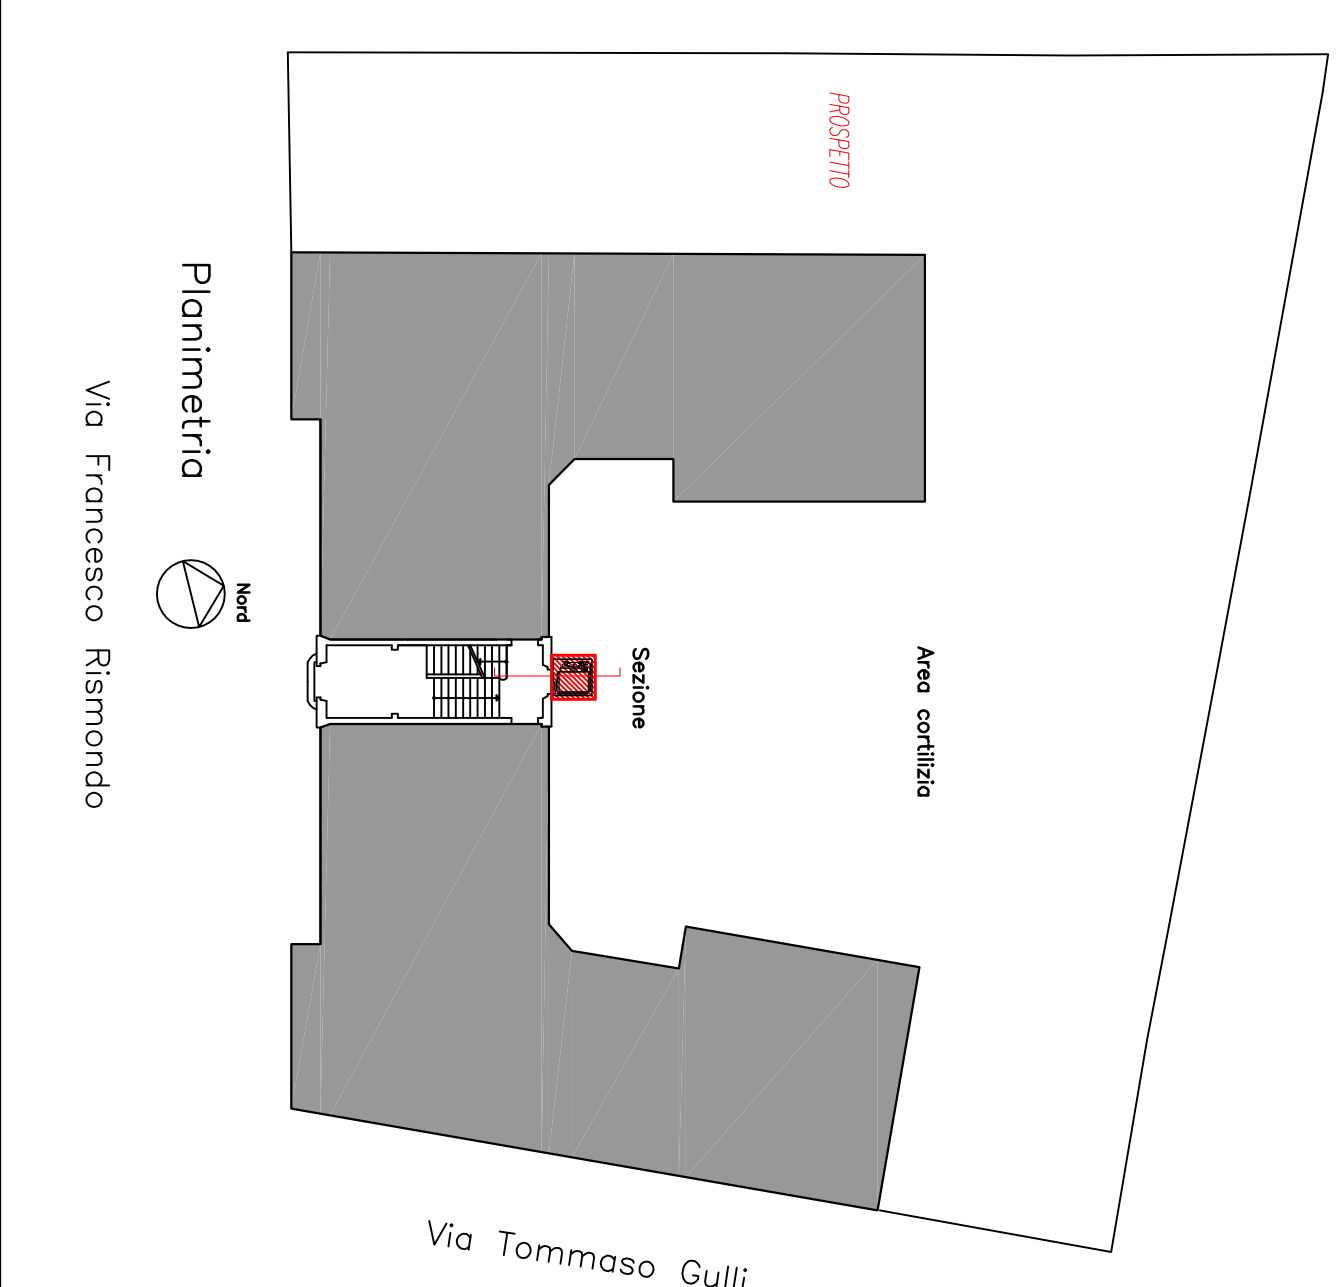 PROSPETTO
Planimetria
Via Francesco Rismondo
Nord
Sezione
Area cortilizia
Via Tommaso Gulli